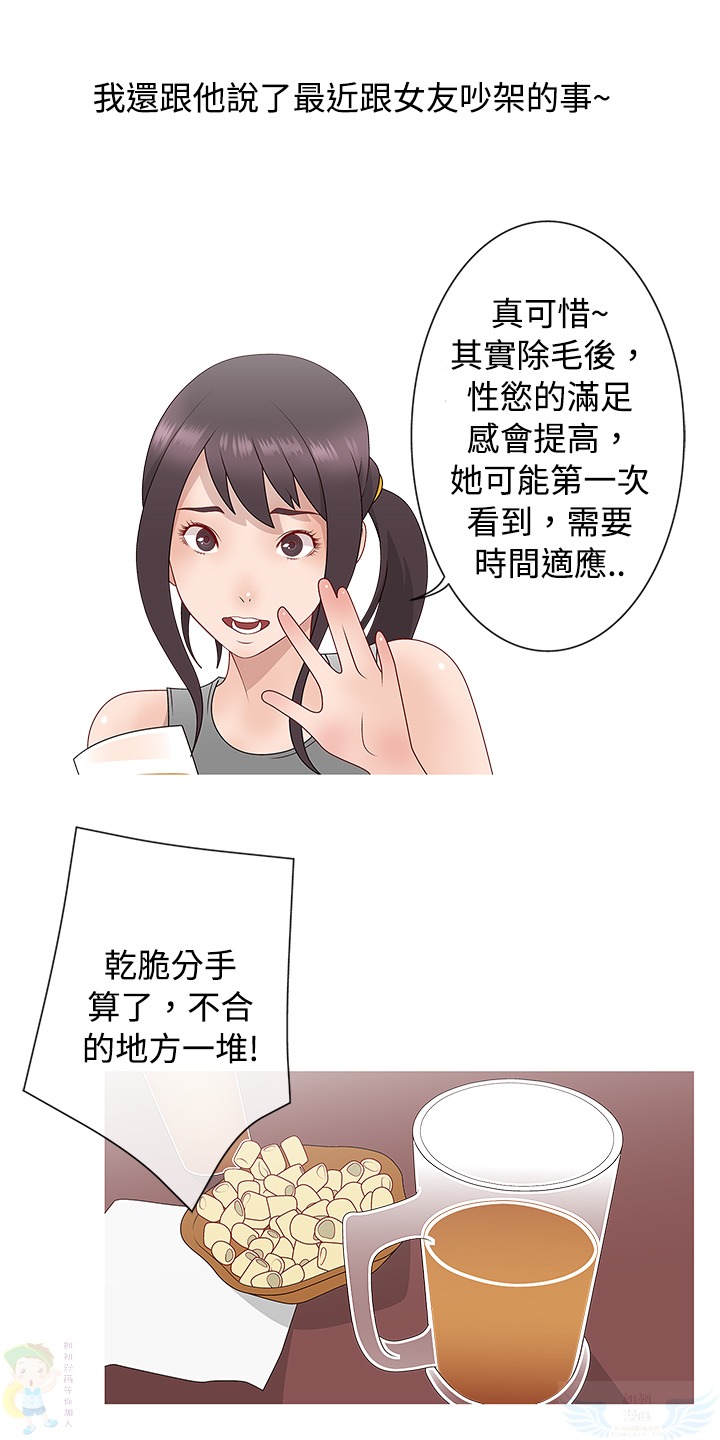 我還跟他說了最近跟女友吵架的事~
真可惜~
其實除毛後，
性慾的滿足
感會提高，
她可能第一次
看到，需要
時間適應..
乾脆分手
算了，不合
的地方一堆!